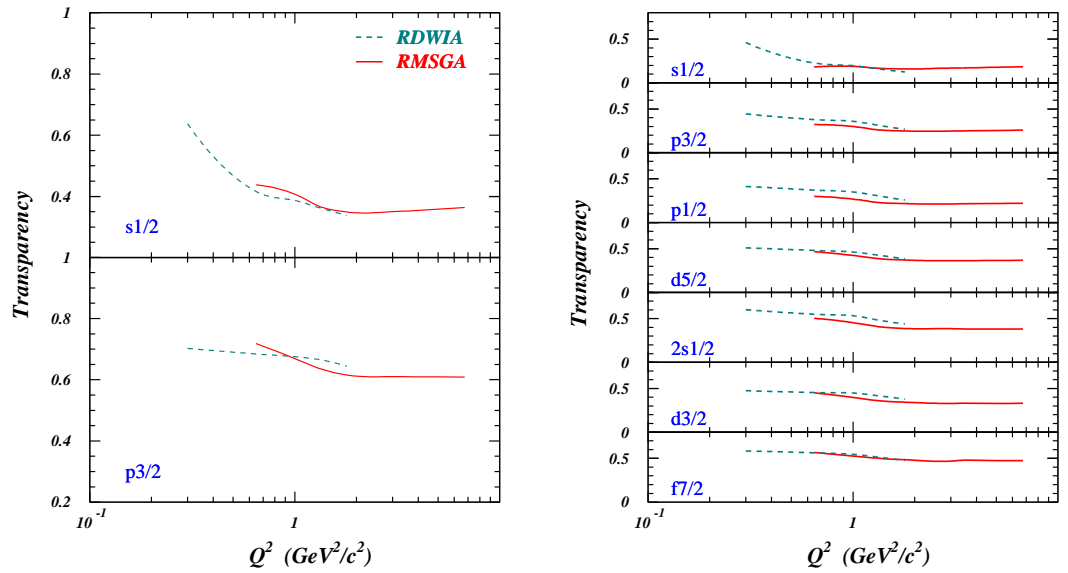 1
RDWIA
RMSGA
0.8
0.6
0.4
s1/2
1
0.8
0.6
0.4
p3/2
0.2
10^-1
1
Transparency
Q^2 (GeV^2/c^2)
0.5
s1/2
0
0.5
p3/2
0
0.5
p1/2
0
0.5
d5/2
0
0.5
2s1/2
0
0.5
d3/2
0
0.5
f7/2
0
10^-1
1
Transparency
Transparency
Q^2 (GeV^2/c^2)